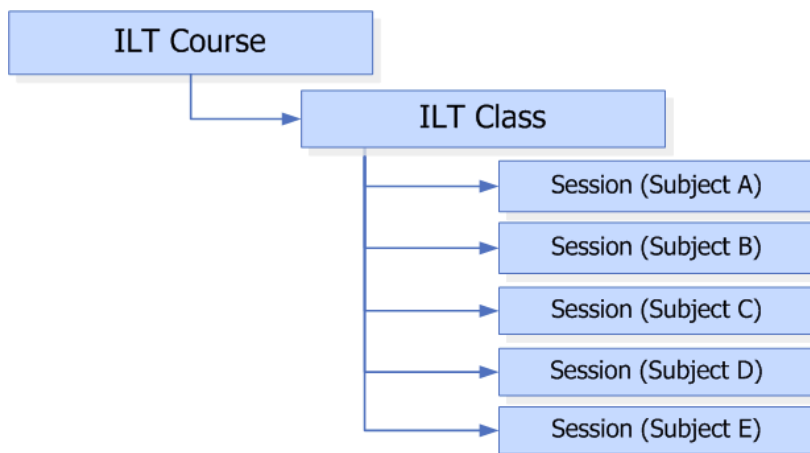 ILT Course
ILT Class
Session (Subject A)
Session (Subject B)
Session (Subject C)
Session (Subject D)
Session (Subject E)